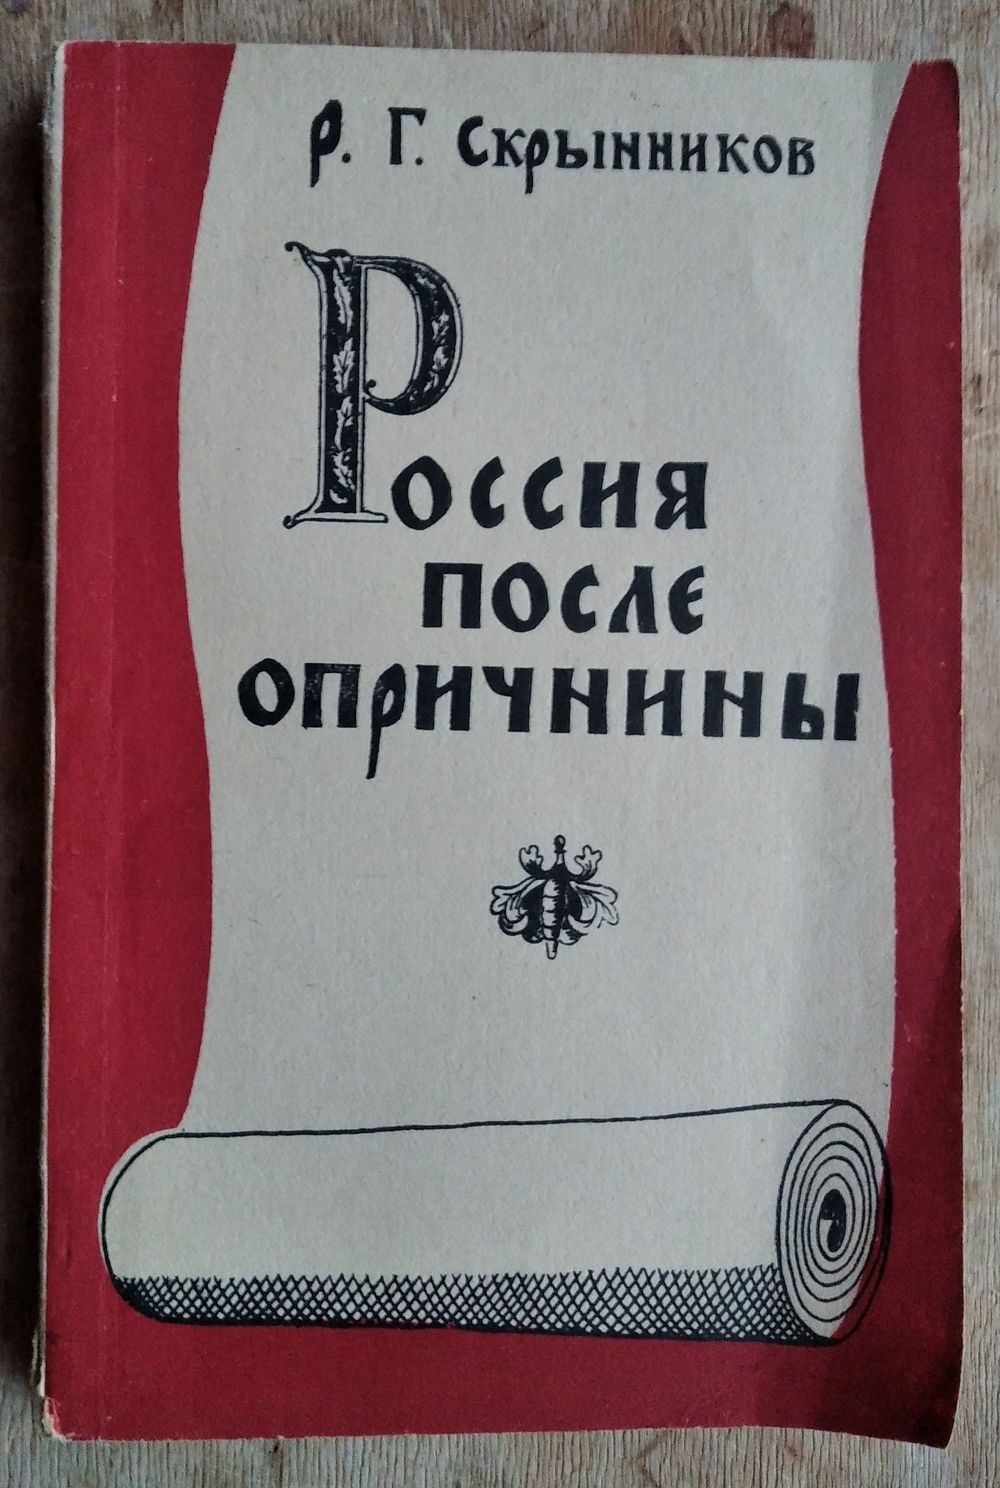 Р. Г. Скрынников
Россия
после
опричнины